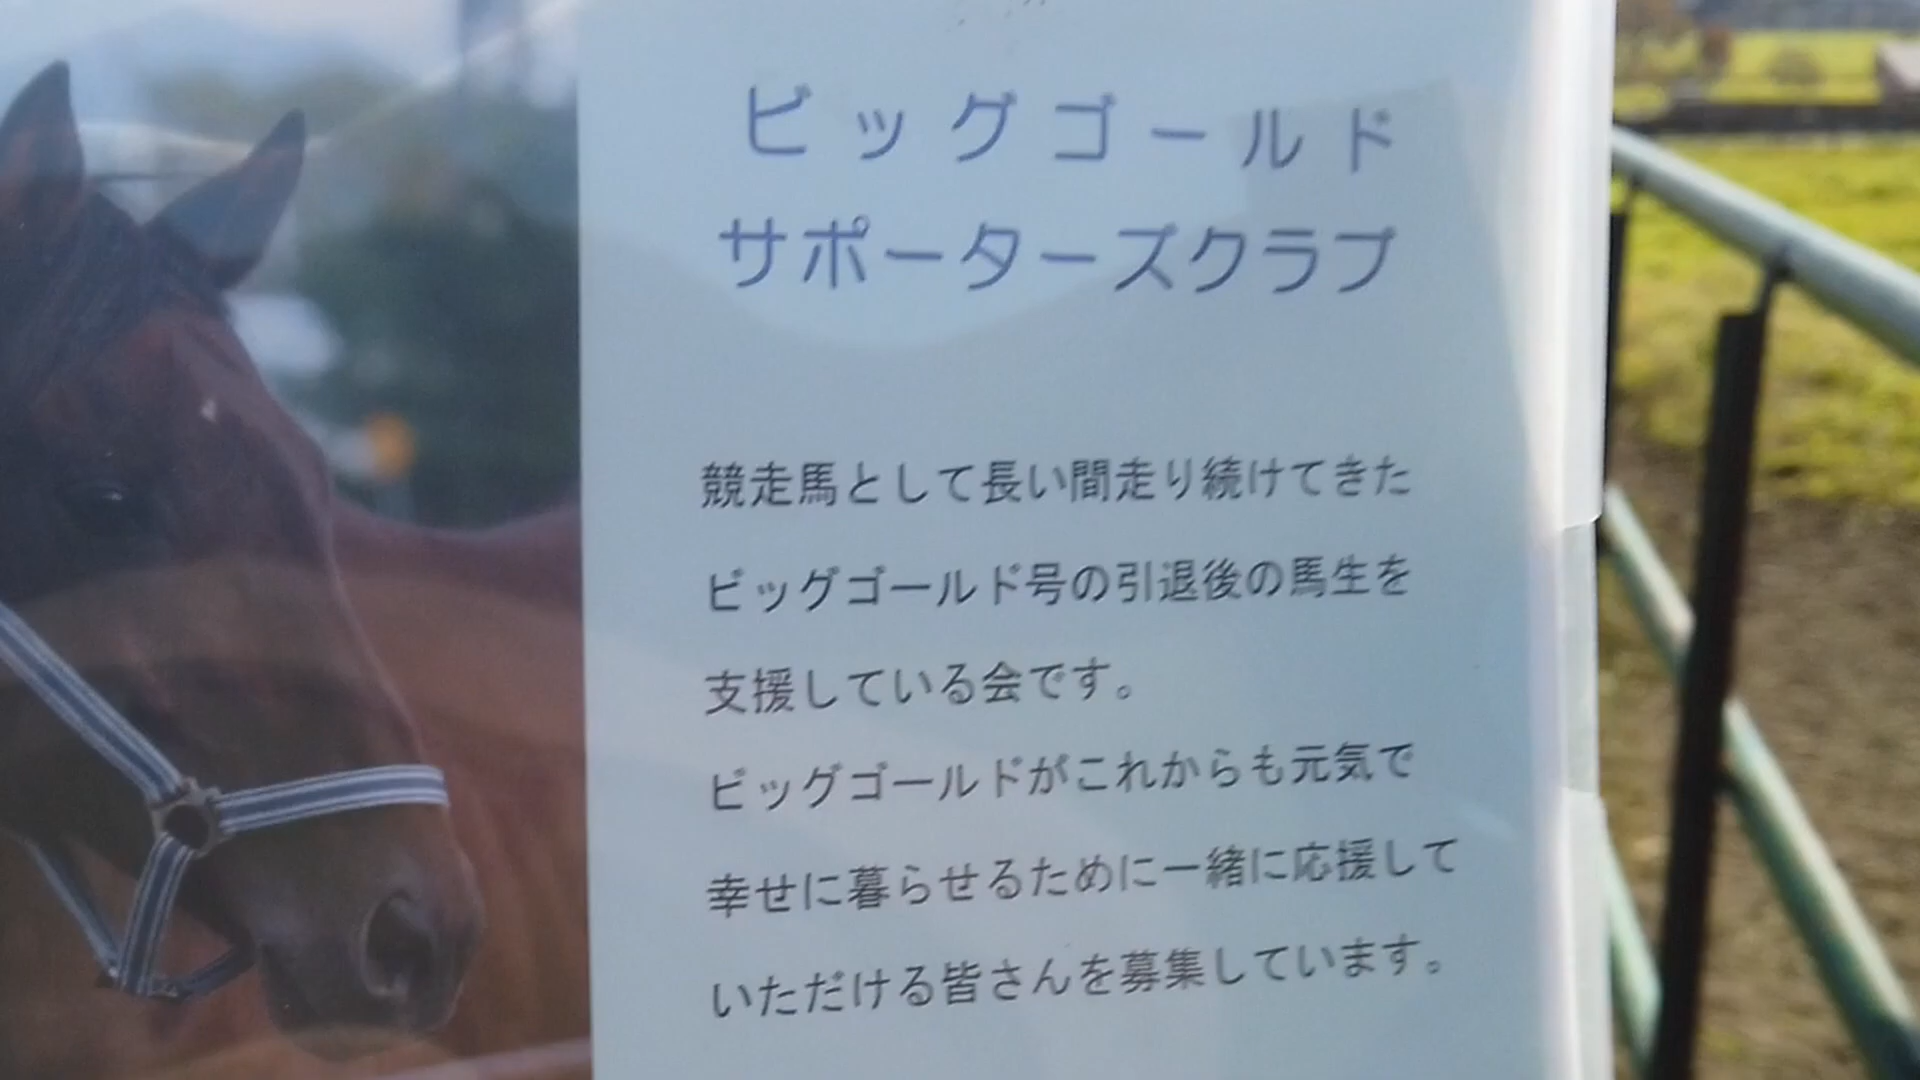 ビッグゴールド
サポーターズクラブ
競走馬として長い間走り続けてきた
ビッグゴールド号の引退後の馬生を
支援している会です。
ビッグゴールドがこれからも元気で
幸せに暮らせるために一緒に応援して
いただける皆さんを募集しています。